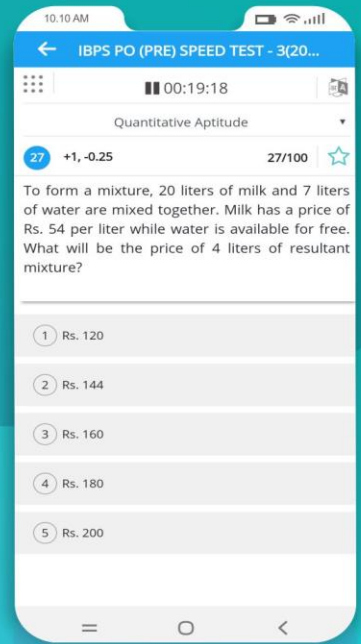 10.10 AM
IBPS PO (PRE) SPEED TEST - 3(20...
00:19:18
Quantitative Aptitude
27 +1, -0.25 27/100
To form a mixture, 20 liters of milk and 7 liters
of water are mixed together. Milk has a price of
Rs. 54 per liter while water is available for free.
What will be the price of 4 liters of resultant
mixture?
1 Rs. 120
2 Rs. 144
3 Rs. 160
4 Rs. 180
5 Rs. 200